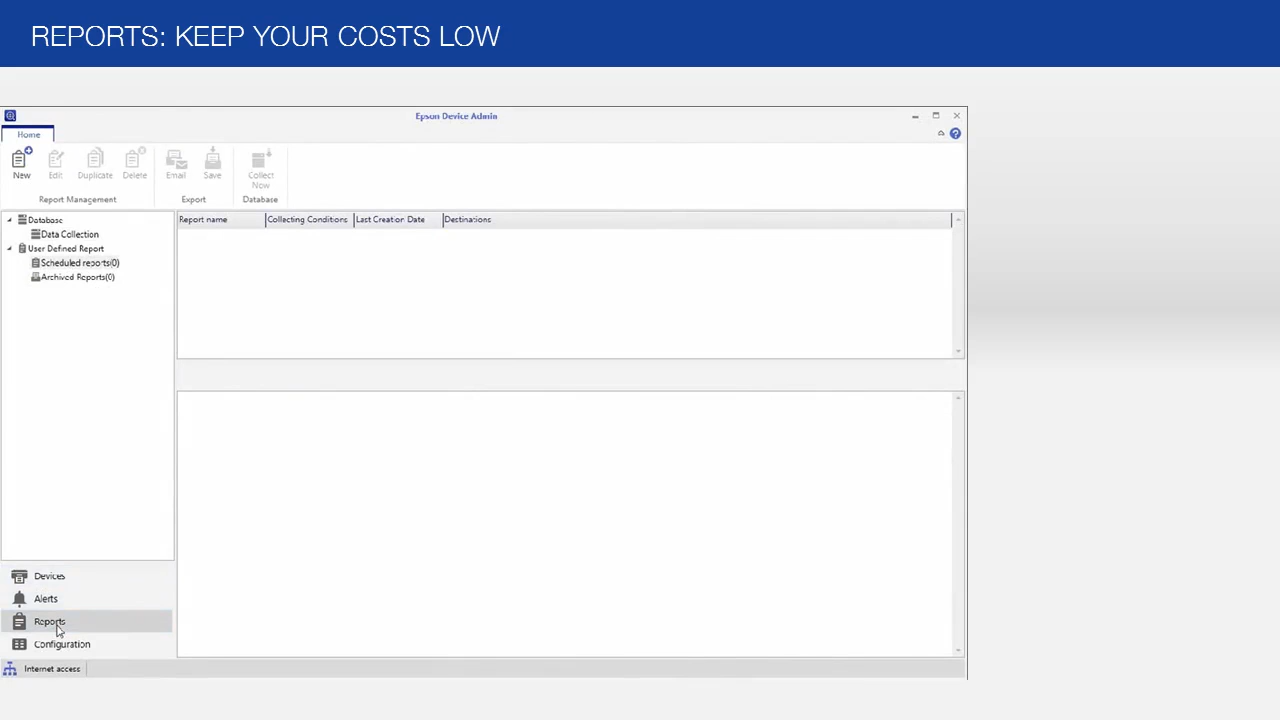 REPORTS: KEEP YOUR COSTS LOW
Epson Device Admin
Home
New
Edit
Duplicate
Delete
Email
Save
Collect
Now
Report Management
Export
Database
Database
Data Collection
User Defined Report
Scheduled reports(0)
Archived Reports(0)
Report name
Collecting Conditions
Last Creation Date
Destinations
Devices
Alerts
Reports
Configuration
Internet access